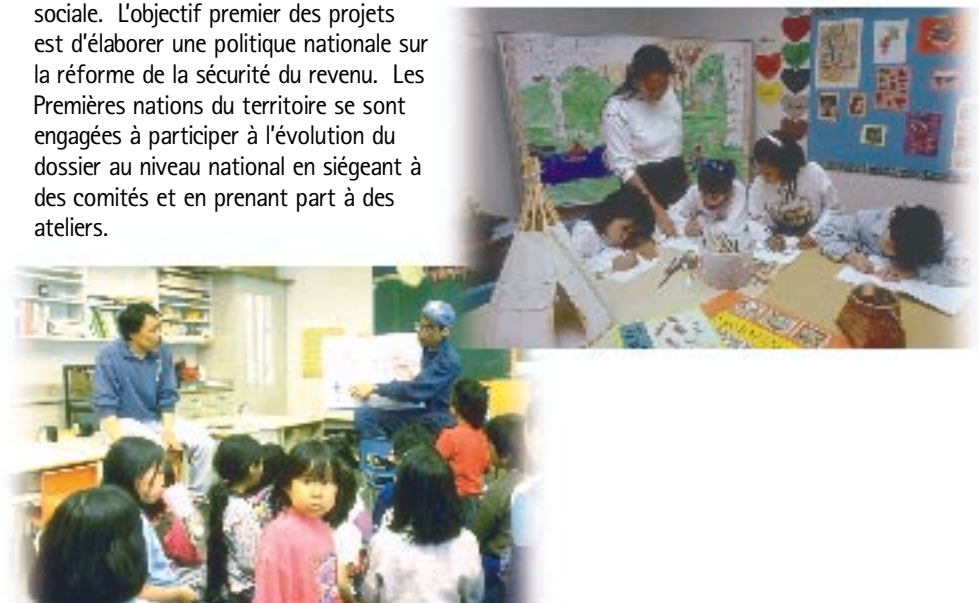 sociale.  L'objectif premier des projets
est d'élaborer une politique nationale sur
la réforme de la sécurité du revenu.  Les
Premières nations du territoire se sont
engagées à participer à l'évolution du
dossier au niveau national en siégeant à
des comités et en prenant part à des
ateliers.